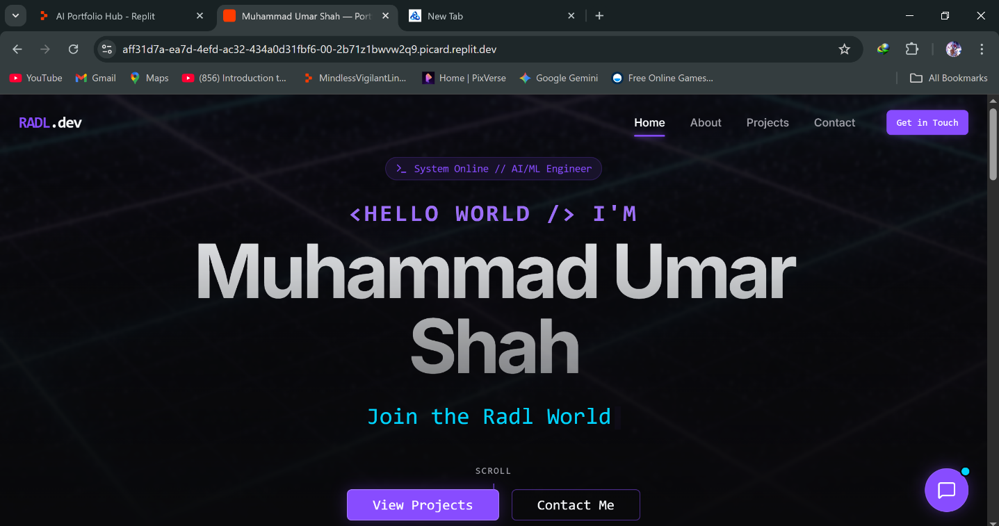 AI Portfolio Hub - Replit
Muhammad Umar Shah — Port
New Tab
aff31d7a-ea7d-4efd-ac32-434a0d31fbf6-00-2b71z1bwvw2q9.picard.replit.dev
YouTube
Gmail
Maps
(856) Introduction t...
MindlessVigilantLin...
Home | PixVerse
Google Gemini
Free Online Games...
All Bookmarks
RADL.dev
Home
About
Projects
Contact
Get in Touch
>_ System Online // AI/ML Engineer
<HELLO WORLD /> I'M
Muhammad Umar
Shah
Join the Radl World
SCROLL
View Projects
Contact Me